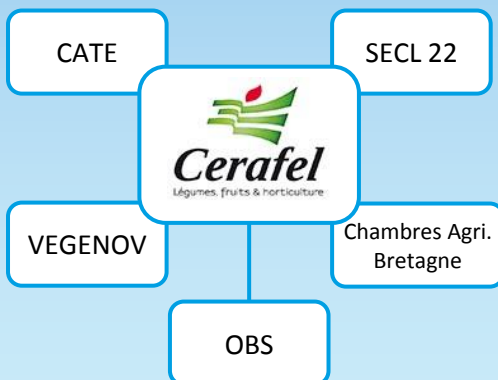 CATE
SECL 22
Cerafel
Légumes, fruits & horticulture
VEGENOV
Chambres Agri.
Bretagne
OBS